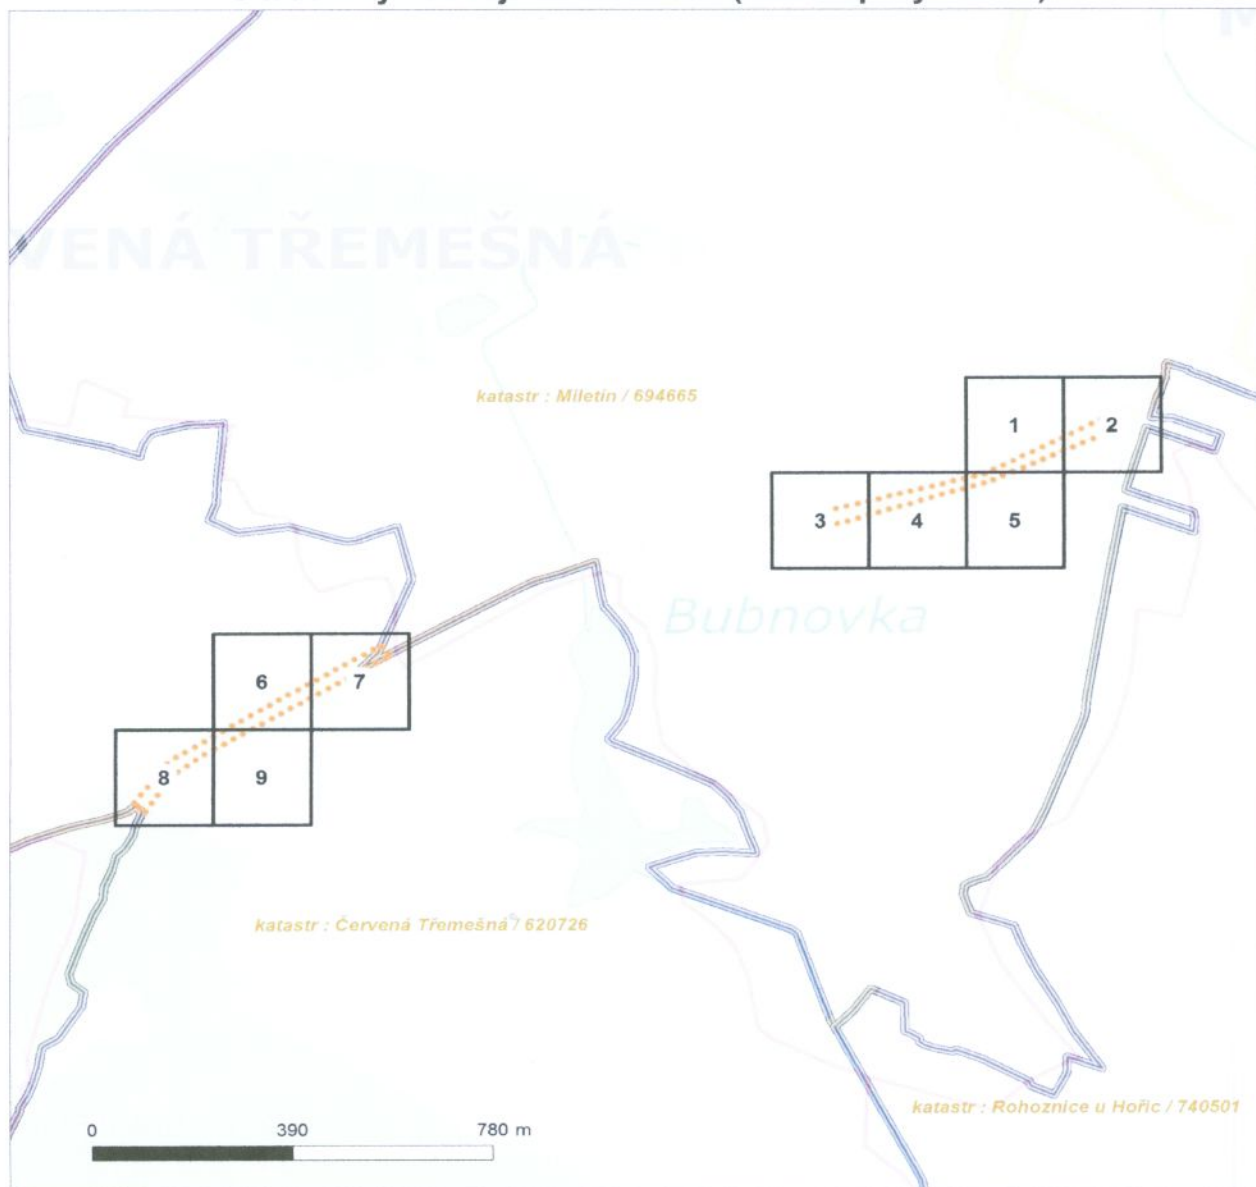 VENÁ TŘEMEŠNÁ
katastr : Miletín / 694665
1
2
3
4
5
Bubnovka
6
7
8
9
katastr : Červená Třemešná / 620726
katastr : Rohoznice u Hořic / 740501
0 390 780 m